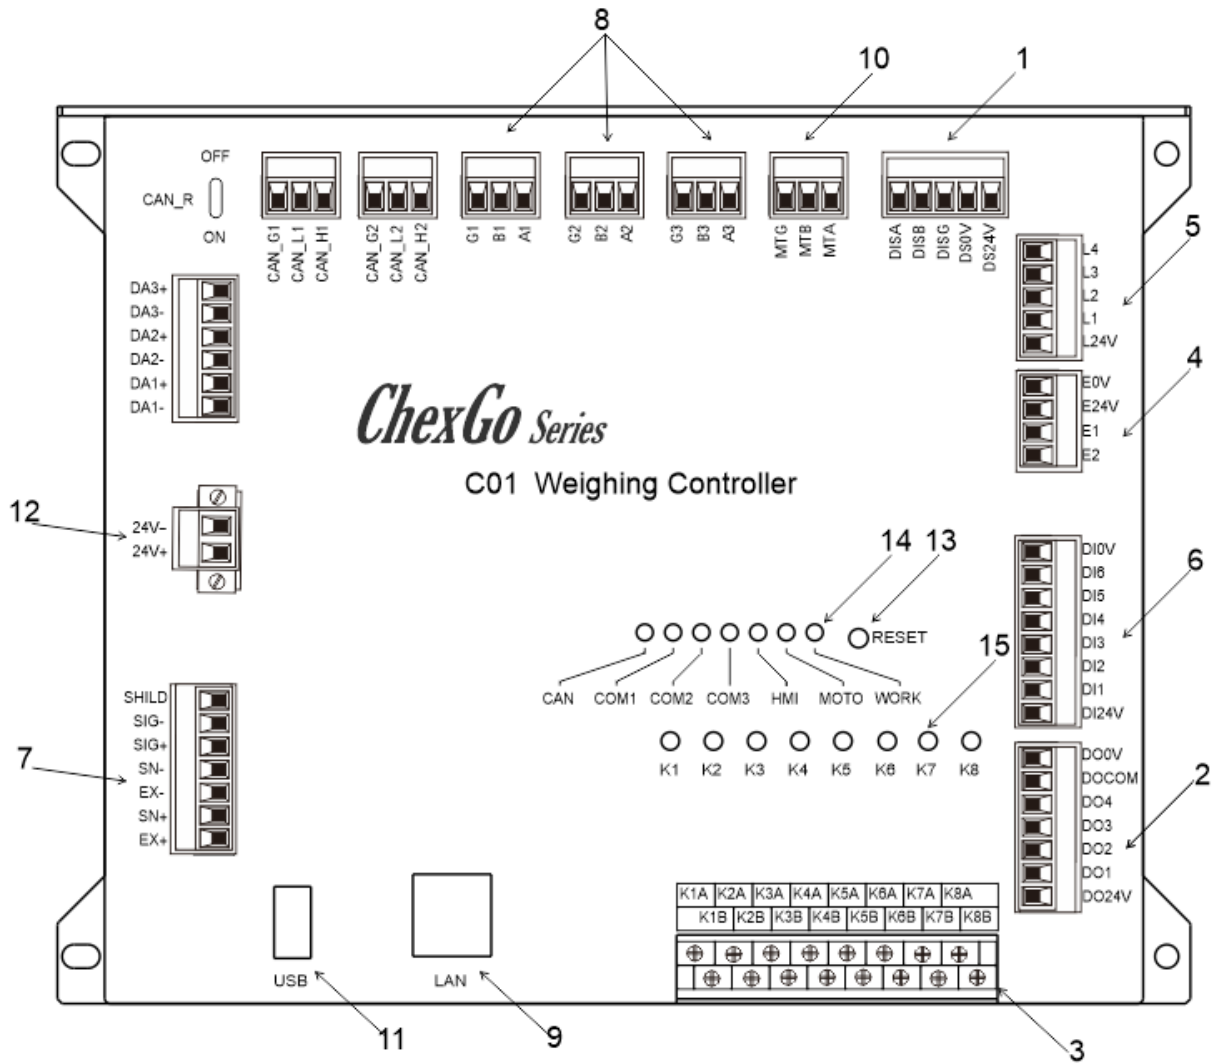 8
10
1
OFF
CAN_R
ON
CAN_G1
CAN_L1
CAN_H1
CAN_G2
CAN_L2
CAN_H2
G1
B1
A1
G2
B2
A2
G3
B3
A3
MTG
MTB
MTA
DISA
DISB
DISG
DS0V
DS24V
5
L4
L3
L2
L1
L24V
DA3+
DA3-
DA2+
DA2-
DA1+
DA1-
4
E0V
E24V
E1
E2
ChexGo Series
C01 Weighing Controller
12
24V-
24V+
14
13
6
DI0V
DI6
DI5
DI4
DI3
DI2
DI1
DI24V
RESET
15
CAN COM1 COM2 COM3 HMI MOTO WORK
K1 K2 K3 K4 K5 K6 K7 K8
7
SHILD
SIG-
SIG+
SN-
EX-
SN+
EX+
2
DO0V
DOCOM
DO4
DO3
DO2
DO1
DO24V
K1A K2A K3A K4A K5A K6A K7A K8A
K1B K2B K3B K4B K5B K6B K7B K8B
USB
LAN
11
9
3